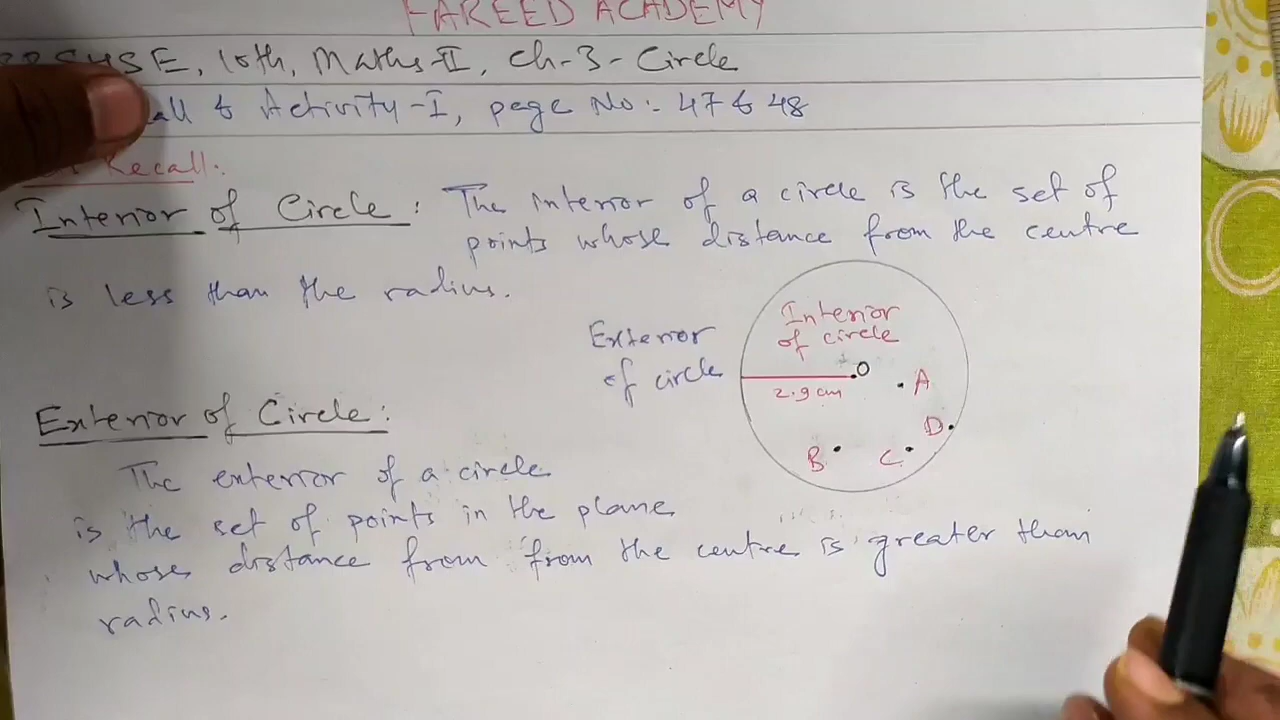 FAREED ACADEMY
E, 10th, Maths-II, Ch-3-Circle
& Activity-I, page No:- 47 & 48
Recall:
Interior of Circle: The interior of a circle is the set of
points whose distance from the centre
is less than the radius.
Interior
of circle
Exterior
of circle
O
2.9 cm
A
D
B
C
Exterior of Circle:
The exterior of a circle
is the set of points in the plane
whose distance from from the centre is greater than
radius.